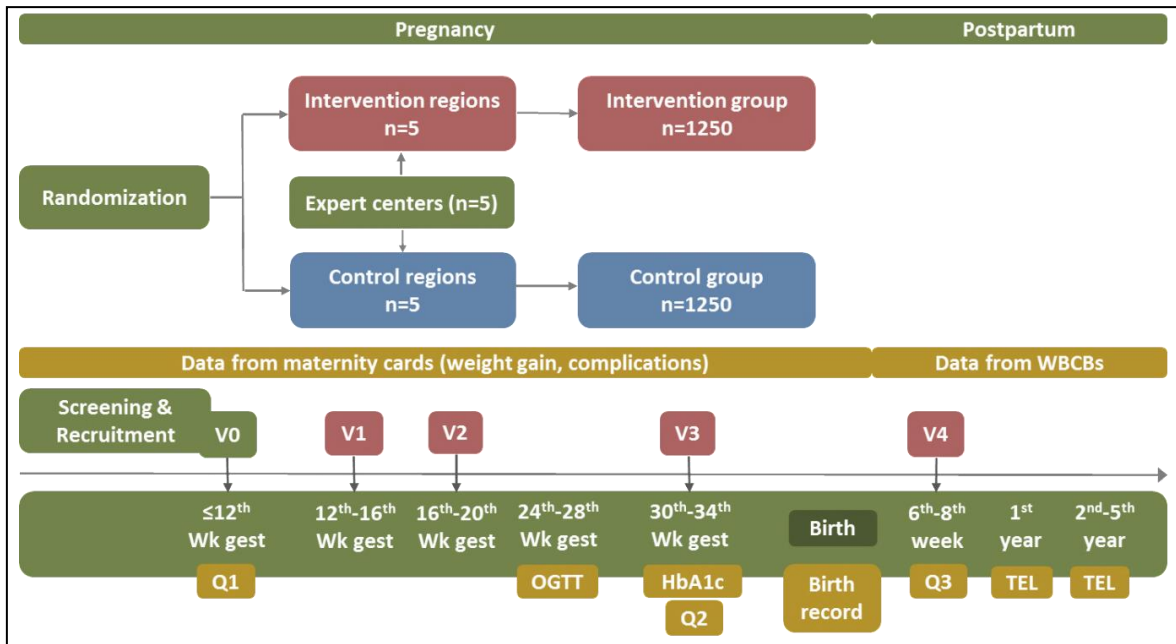 Pregnancy
Postpartum
Intervention regions
n=5
Intervention group
n=1250
Randomization
Expert centers (n=5)
Control regions
n=5
Control group
n=1250
Data from maternity cards (weight gain, complications)
Data from WBCBs
Screening &
Recruitment
V0
V1
V2
V3
V4
≤12th
Wk gest
12th-16th
Wk gest
16th-20th
Wk gest
24th-28th
Wk gest
30th-34th
Wk gest
Birth
6th-8th
week
1st
year
2nd-5th
year
Q1
OGTT
HbA1c
Q2
Birth
record
Q3
TEL
TEL